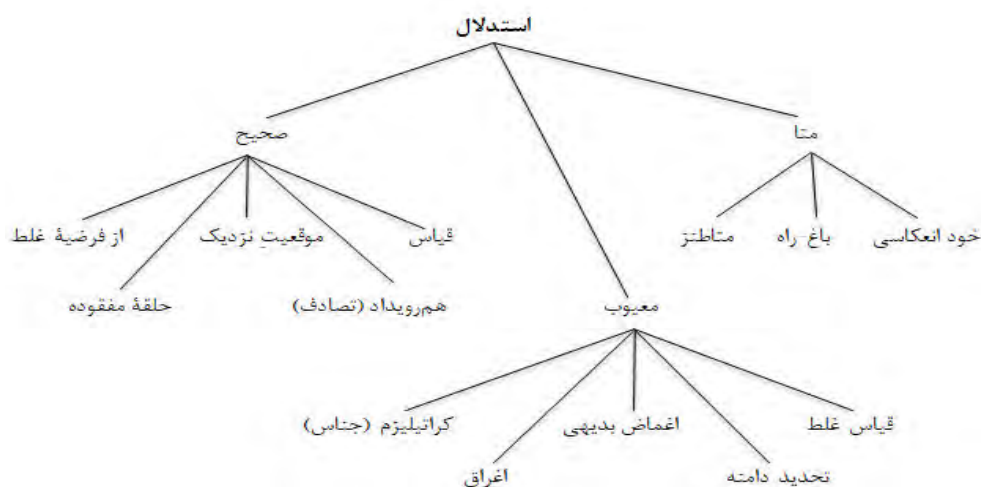 استدلال
متا
صحیح
خود انعکاسی
باغ-راه
متاطنز
قیاس
موقعیتِ نزدیک
از فرضیهٔ غلط
هم‌رویداد (تصادف)
حلقهٔ مفقوده
معیوب
قیاس غلط
اغماض بدیهی
کراتیلیزم (جناس)
تحدید دامنه
اغراق